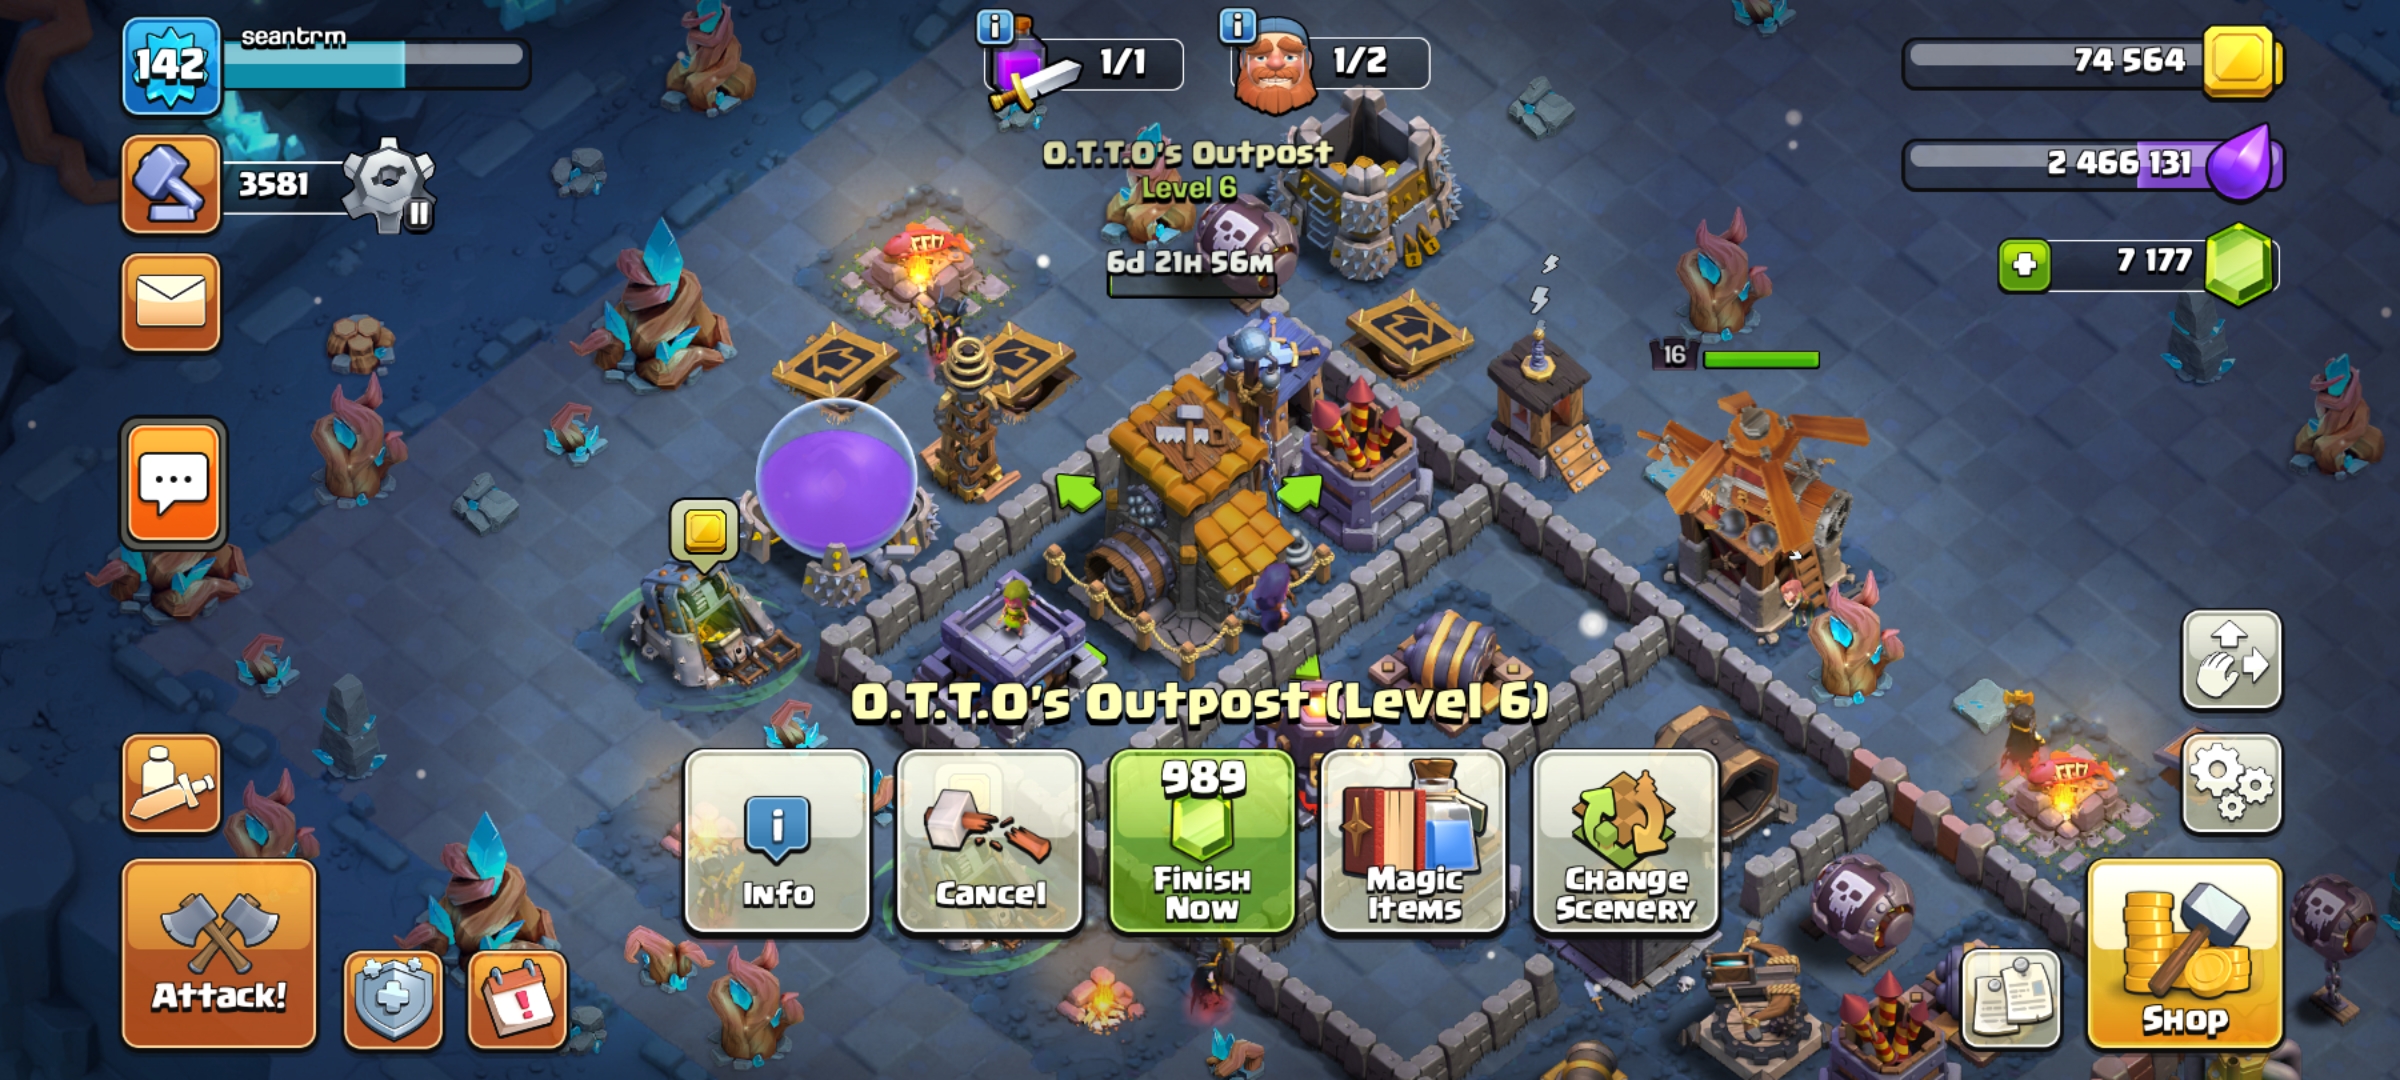 142
seantrm
1/1
1/2
74 564
3581
O.T.T.O's Outpost
Level 6
2 466 131
6d 21H 56M
7 177
16
O.T.T.O's Outpost (Level 6)
Info
Cancel
989
Finish
Now
Magic
Items
Change
Scenery
Attack!
Shop